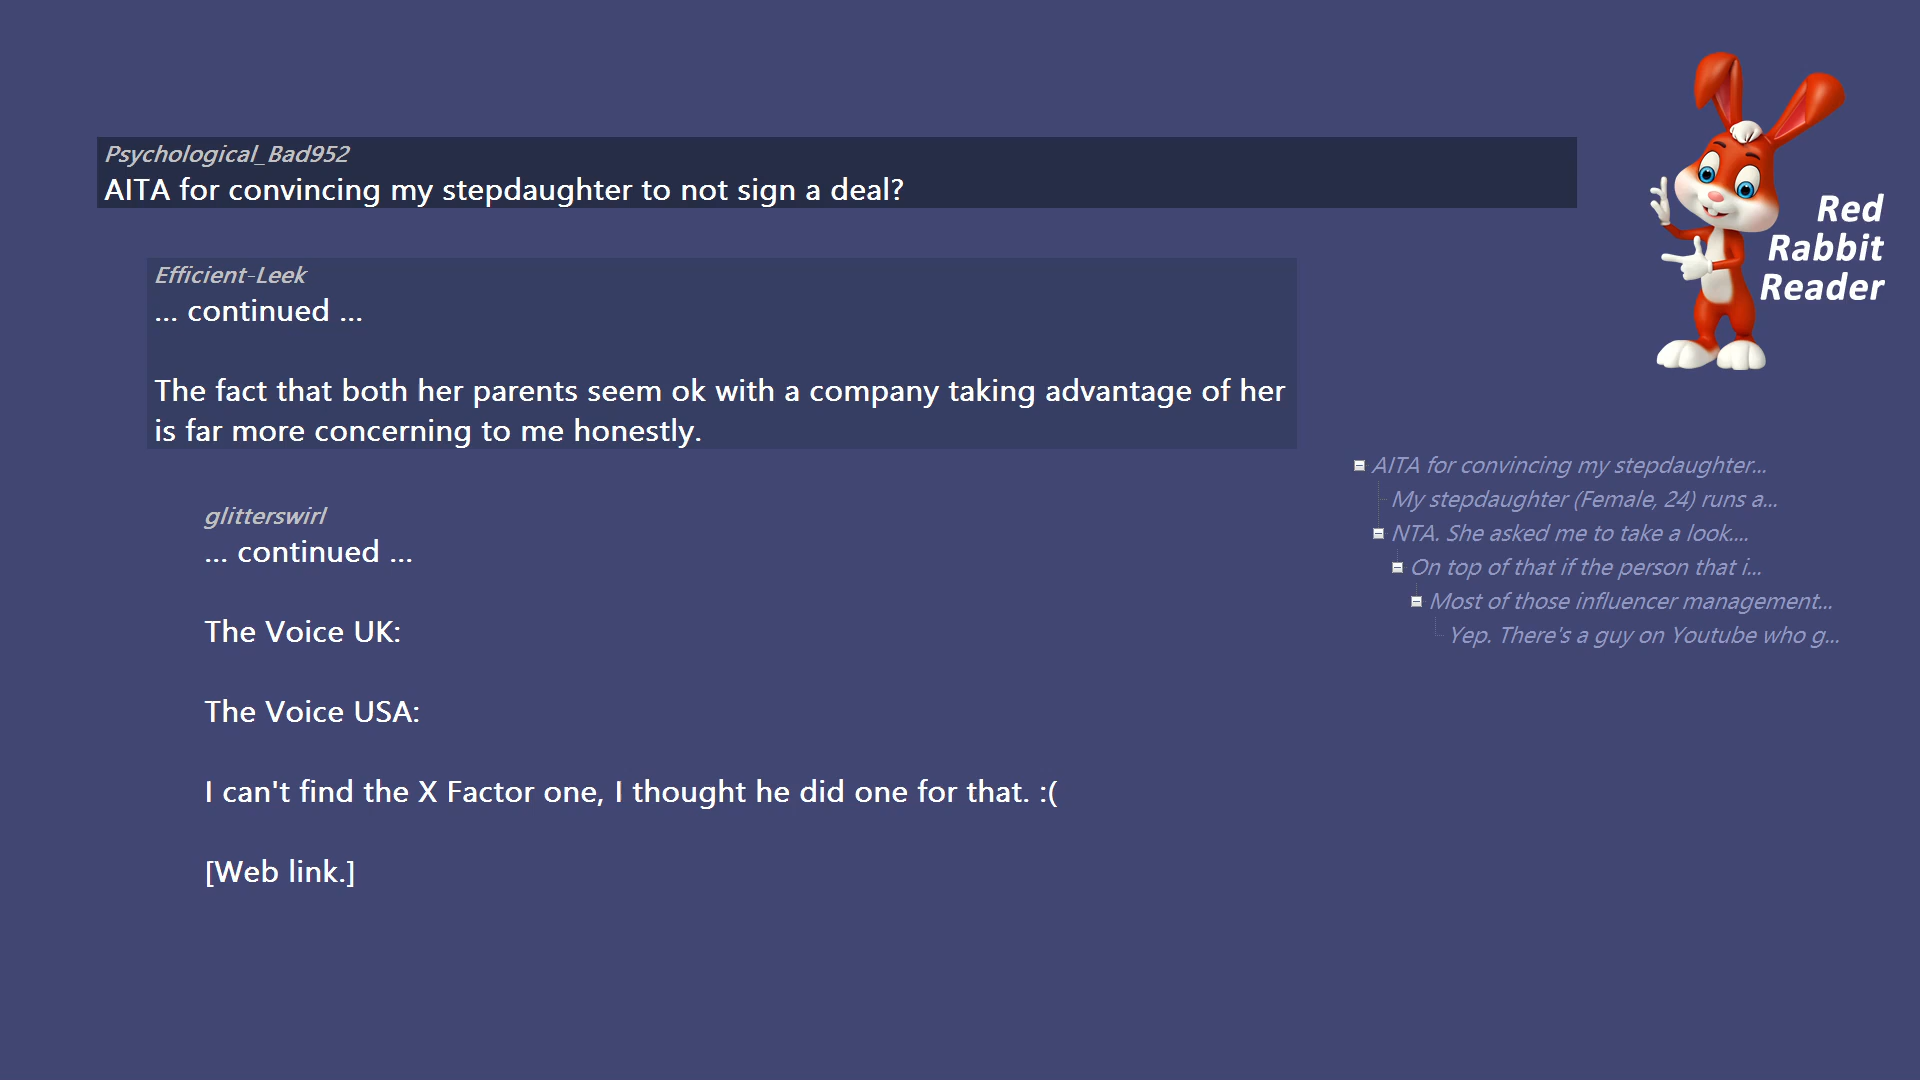 Psychological_Bad952
AITA for convincing my stepdaughter to not sign a deal?
Efficient-Leek
... continued ...
The fact that both her parents seem ok with a company taking advantage of her
is far more concerning to me honestly.
glitterswirl
... continued ...
The Voice UK:
The Voice USA:
I can't find the X Factor one, I thought he did one for that. :(
[Web link.]
Red
Rabbit
Reader
AITA for convincing my stepdaughter...
My stepdaughter (Female, 24) runs a...
NTA. She asked me to take a look....
On top of that if the person that i...
Most of those influencer management...
Yep. There's a guy on Youtube who g...